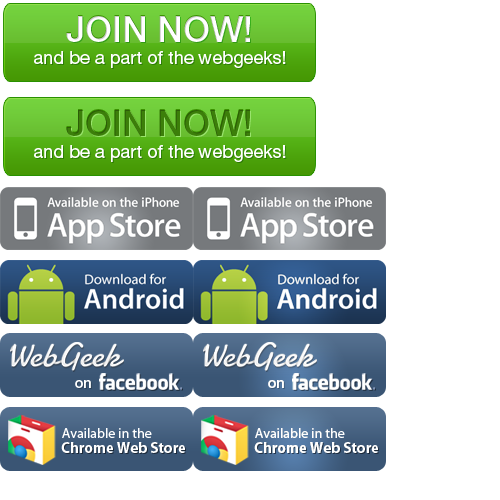 JOIN NOW!
and be a part of the webgeeks!
JOIN NOW!
and be a part of the webgeeks!
Available on the iPhone
App Store
Available on the iPhone
App Store
Download for
Android
Download for
Android
WebGeek
on facebook
WebGeek
on facebook
Available in the
Chrome Web Store
Available in the
Chrome Web Store